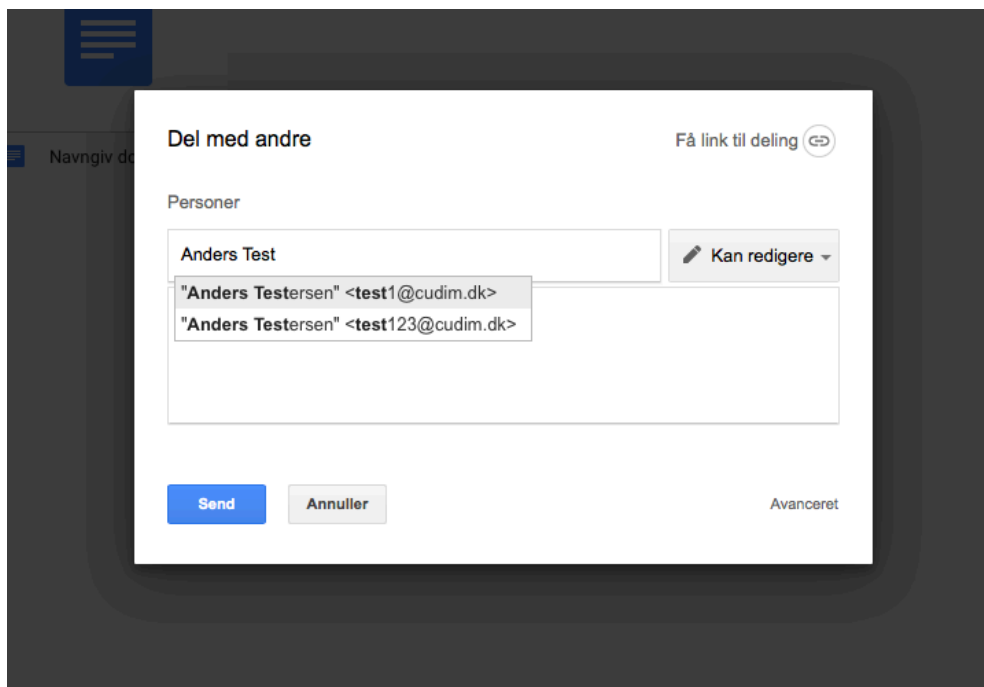 Del med andre
Få link til deling
Navngiv do
Personer
Anders Test
Kan redigere
"Anders Testersen" <test1@cudim.dk>
"Anders Testersen" <test123@cudim.dk>
Send
Annuller
Avanceret